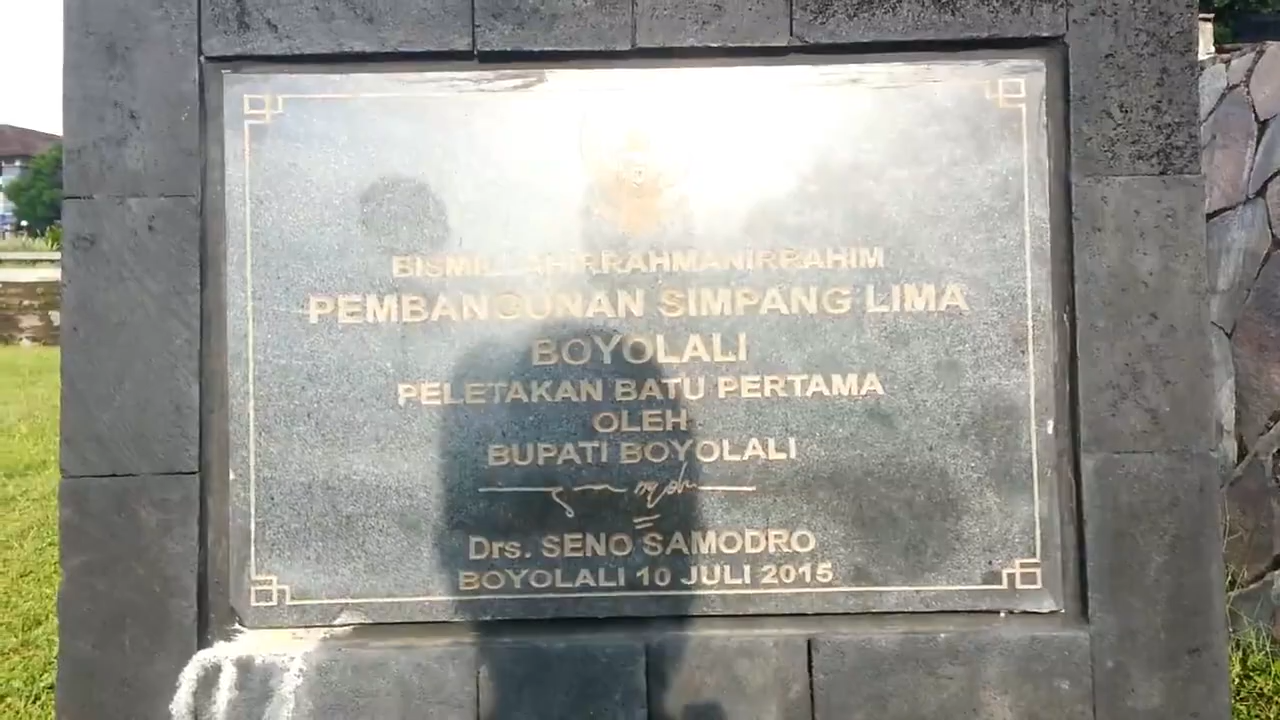 BISMILLAHIRRAHMANIRRAHIM
PEMBANGUNAN SIMPANG LIMA
BOYOLALI
PELETAKAN BATU PERTAMA
OLEH
BUPATI BOYOLALI
Drs. SENO SAMODRO
BOYOLALI 10 JULI 2015